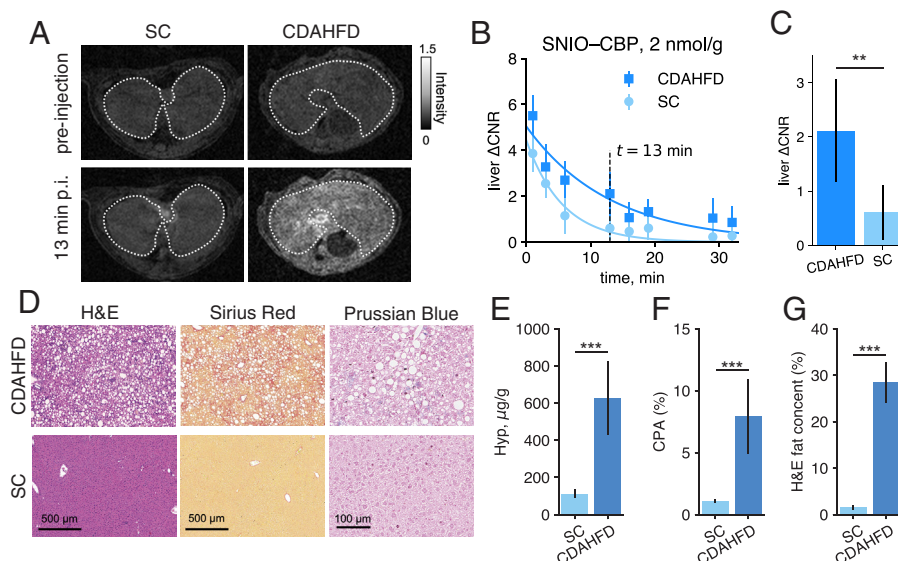 A
SC
CDAHFD
pre-injection
13 min p.i.
1.5
Intensity
0
B
SNIO–CBP, 2 nmol/g
CDAHFD
SC
t = 13 min
liver ΔCNR
6
4
2
0
0 10 20 30
time, min
C
**
liver ΔCNR
3
2
1
0
CDAHFD
SC
D
H&E
Sirius Red
Prussian Blue
CDAHFD
SC
500 µm
500 µm
100 µm
E
***
Hyp, µg/g
1000
800
600
400
200
0
SC
CDAHFD
F
***
CPA (%)
15
10
5
0
SC
CDAHFD
G
***
H&E fat concent (%)
40
30
20
10
0
SC
CDAHFD